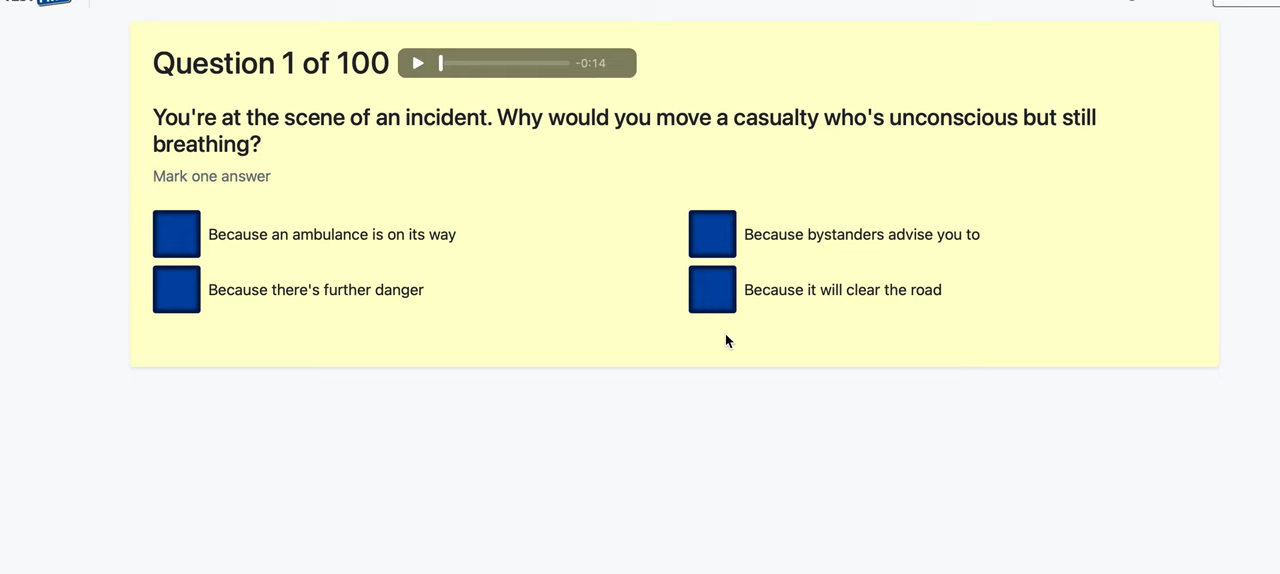 Question 1 of 100
-0:14
You're at the scene of an incident. Why would you move a casualty who's unconscious but still
breathing?
Mark one answer
Because an ambulance is on its way
Because bystanders advise you to
Because there's further danger
Because it will clear the road